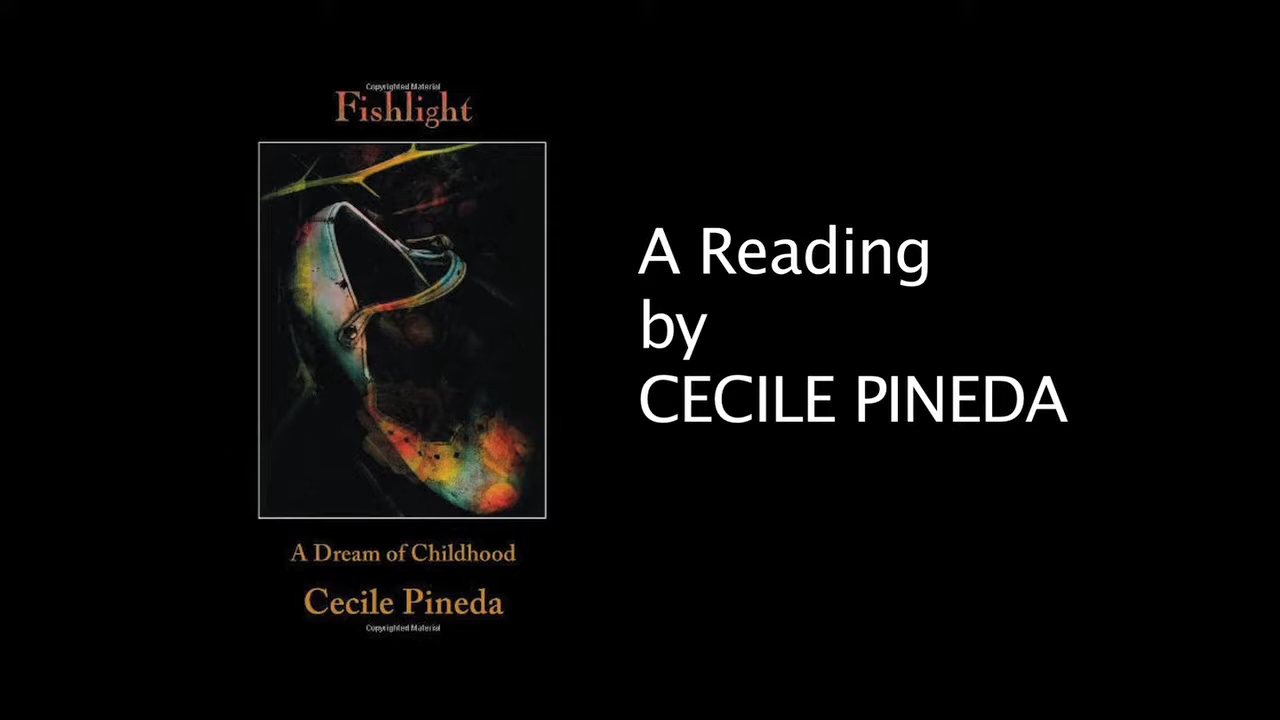 Copyrighted Material
Fishlight
A Dream of Childhood
Cecile Pineda
Copyrighted Material
A Reading
by
CECILE PINEDA